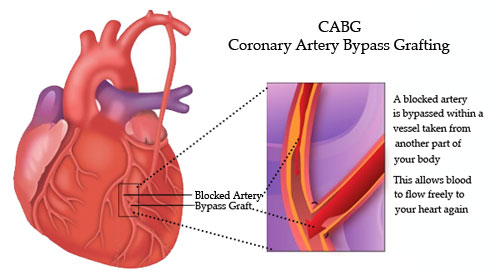 CABG
Coronary Artery Bypass Grafting
A blocked artery
is bypassed within a
vessel taken from
another part of
your body
This allows blood
to flow freely to
your heart again
Blocked Artery
Bypass Graft